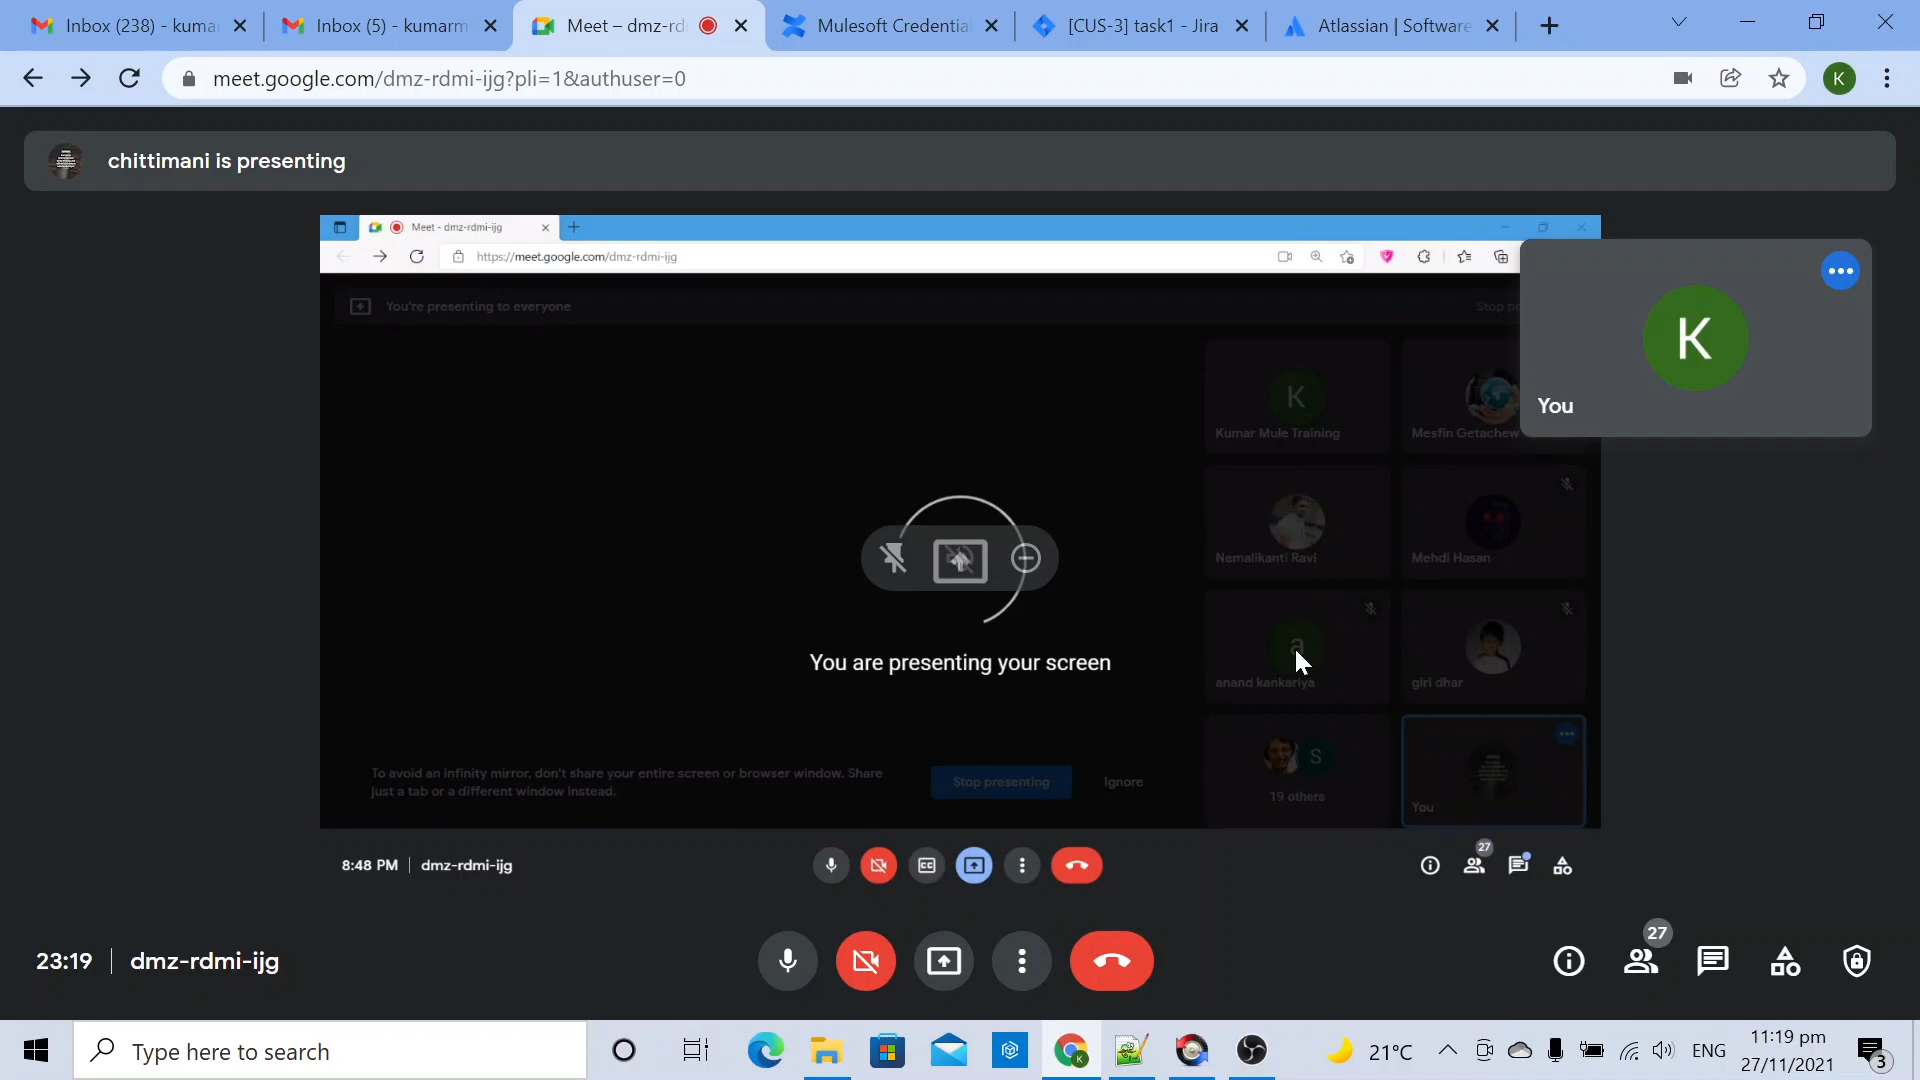 Inbox (238) - kuma
Inbox (5) - kumarm
Meet – dmz-rd
Mulesoft Credentia
[CUS-3] task1 - Jira
Atlassian | Software
meet.google.com/dmz-rdmi-ijg?pli=1&authuser=0
K
chittimani is presenting
Meet - dmz-rdmi-ijg
https://meet.google.com/dmz-rdmi-ijg
You're presenting to everyone
Stop pr
K
You
K
Kumar Mule Training
Mesfin Getachew
Nemalikanti Ravi
Mehdi Hasan
You are presenting your screen
a
anand kankariya
giri dhar
To avoid an infinity mirror, don't share your entire screen or browser window. Share
just a tab or a different window instead.
Stop presenting
Ignore
S
19 others
You
8:48 PM
dmz-rdmi-ijg
27
23:19
dmz-rdmi-ijg
27
Type here to search
21°C
ENG
11:19 pm
27/11/2021
3